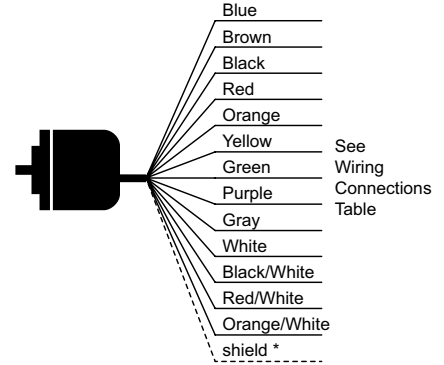 Blue
Brown
Black
Red
Orange
Yellow
Green
Purple
Gray
White
Black/White
Red/White
Orange/White
shield *
See
Wiring
Connections
Table